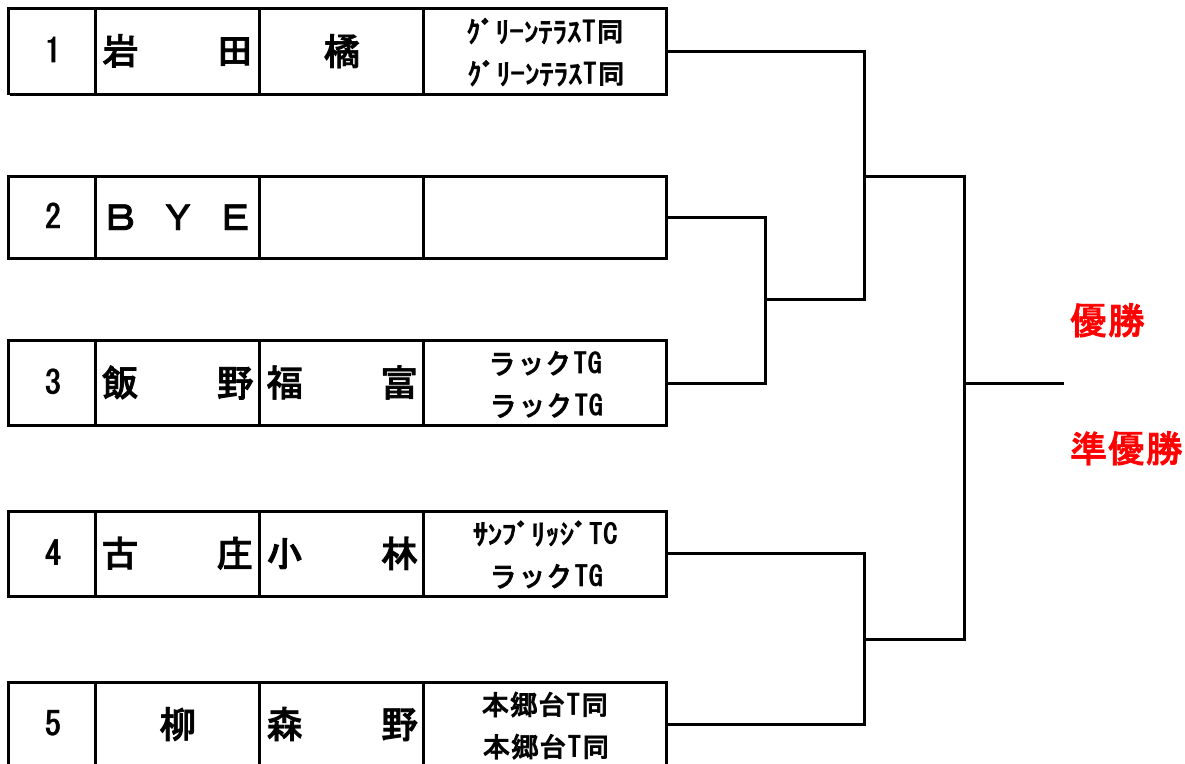 1 岩田 橘 ｸﾞﾘｰﾝﾃﾗｽT同
ｸﾞﾘｰﾝﾃﾗｽT同
2 ＢＹＥ
3 飯野 福富 ラックTG
ラックTG
優勝
準優勝
4 古庄 小林 ｻﾝﾌﾞﾘｯｼﾞTC
ラックTG
5 柳 森野 本郷台T同
本郷台T同